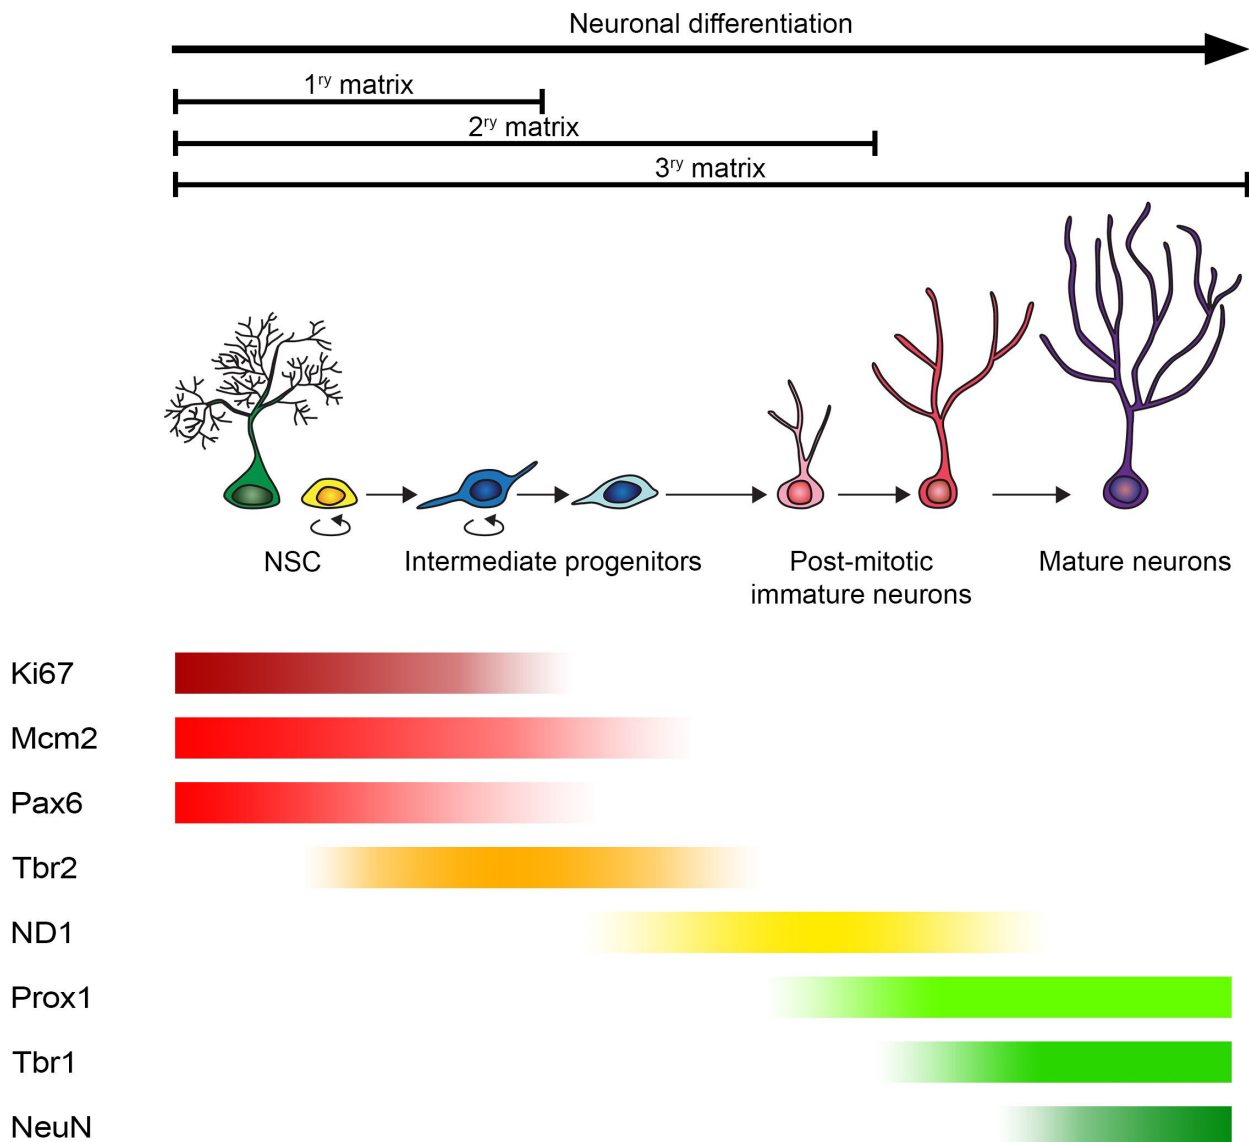 Neuronal differentiation
1ry matrix
2ry matrix
3ry matrix
NSC
Intermediate progenitors
Post-mitotic
immature neurons
Mature neurons
Ki67
Mcm2
Pax6
Tbr2
ND1
Prox1
Tbr1
NeuN